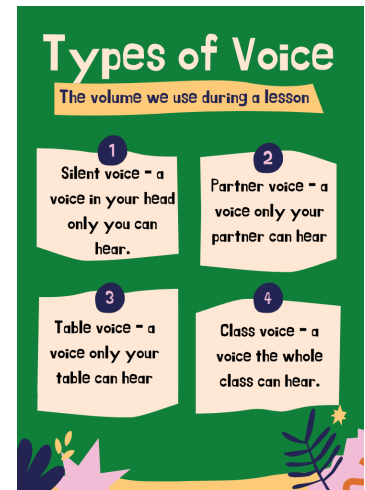 Types of Voice
The volume we use during a lesson
1
Silent voice - a
voice in your head
only you can
hear.
2
Partner voice - a
voice only your
partner can hear
3
Table voice - a
voice only your
table can hear
4
Class voice - a
voice the whole
class can hear.